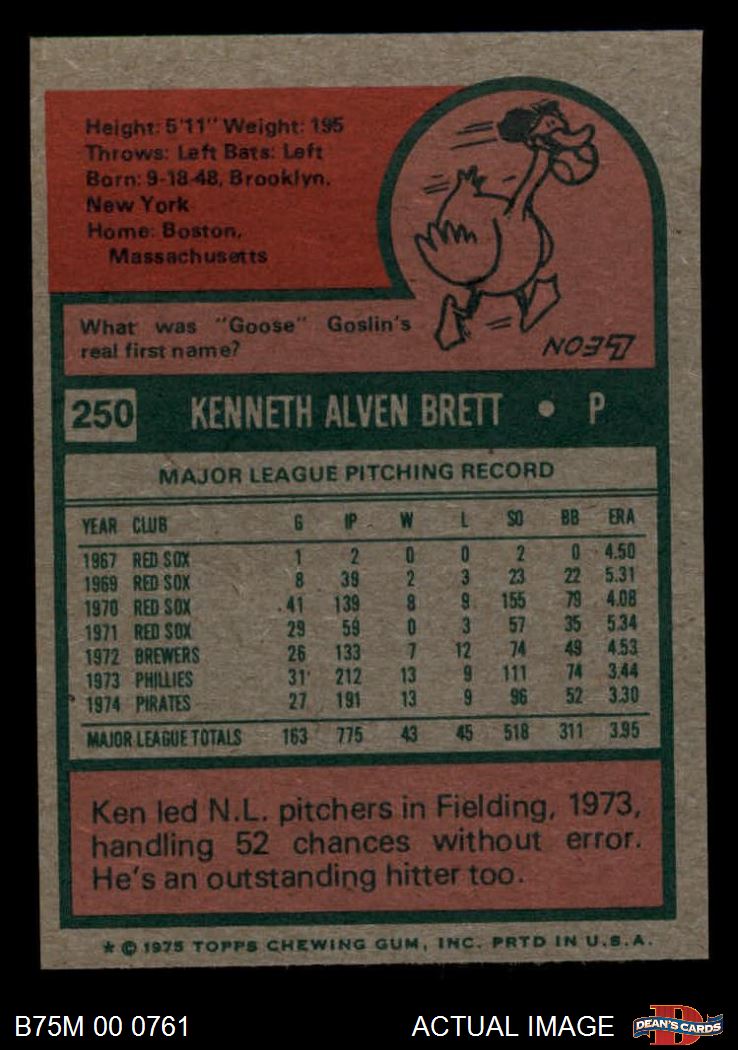 Height: 5'11" Weight: 195
Throws: Left Bats: Left
Born: 9-18-48, Brooklyn,
New York
Home: Boston,
Massachusetts
What was "Goose" Goslin's
real first name?
LEON
250 KENNETH ALVEN BRETT • P
MAJOR LEAGUE PITCHING RECORD
YEAR CLUB G IP W L SO BB ERA
1967 RED SOX 1 2 0 0 2 0 4.50
1969 RED SOX 8 39 2 3 23 22 5.31
1970 RED SOX 41 139 8 9 155 79 4.08
1971 RED SOX 29 59 0 3 57 35 5.34
1972 BREWERS 26 133 7 12 74 49 4.53
1973 PHILLIES 31 212 13 9 111 74 3.44
1974 PIRATES 27 191 13 9 96 52 3.30
MAJOR LEAGUE TOTALS 163 775 43 45 518 311 3.95
Ken led N.L. pitchers in Fielding, 1973,
handling 52 chances without error.
He's an outstanding hitter too.
* © 1975 TOPPS CHEWING GUM, INC. PRTD IN U.S.A.
B75M 00 0761 ACTUAL IMAGE D DEAN'S CARDS